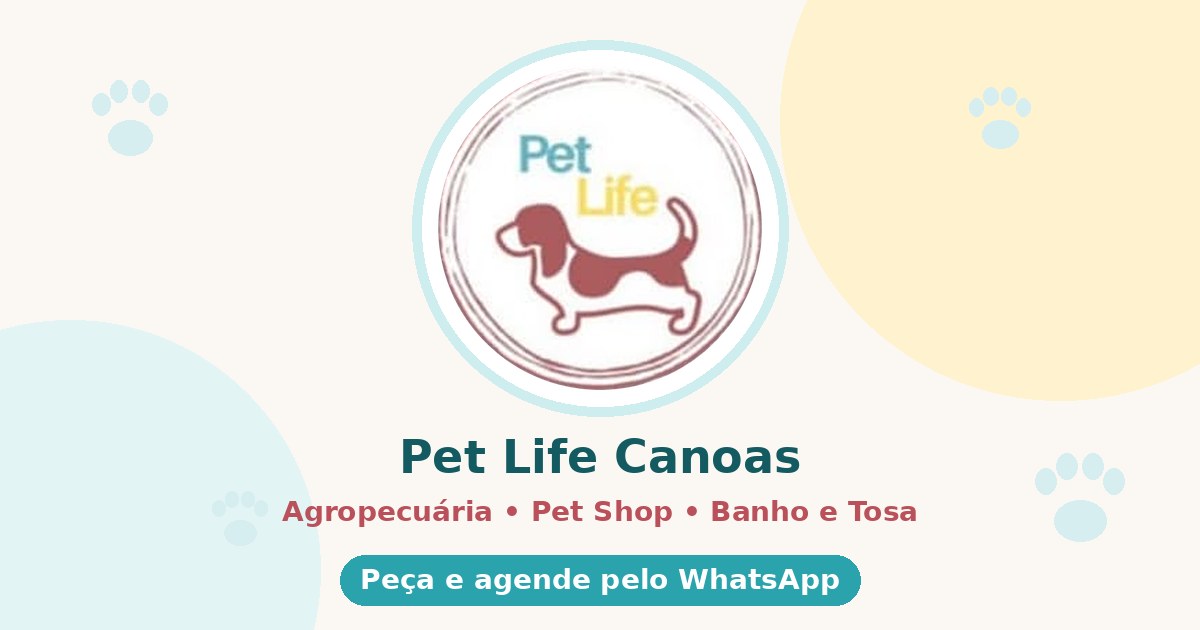 Pet
Life
Pet Life Canoas
Agropecuária • Pet Shop • Banho e Tosa
Peça e agende pelo WhatsApp